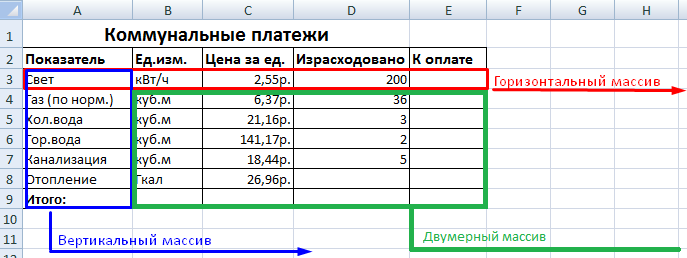 A B C D E F G H
1 Коммунальные платежи
2 Показатель Ед.изм. Цена за ед. Израсходовано К оплате
3 Свет кВт/ч 2,55р. 200 Горизонтальный массив
4 Газ (по норм.) куб.м 6,37р. 36
5 Хол.вода куб.м 21,16р. 3
6 Гор.вода куб.м 141,17р. 2
7 Канализация куб.м 18,44р. 5
8 Отопление Гкал 26,96р.
9 Итого:
10
11 Вертикальный массив Двумерный массив
12